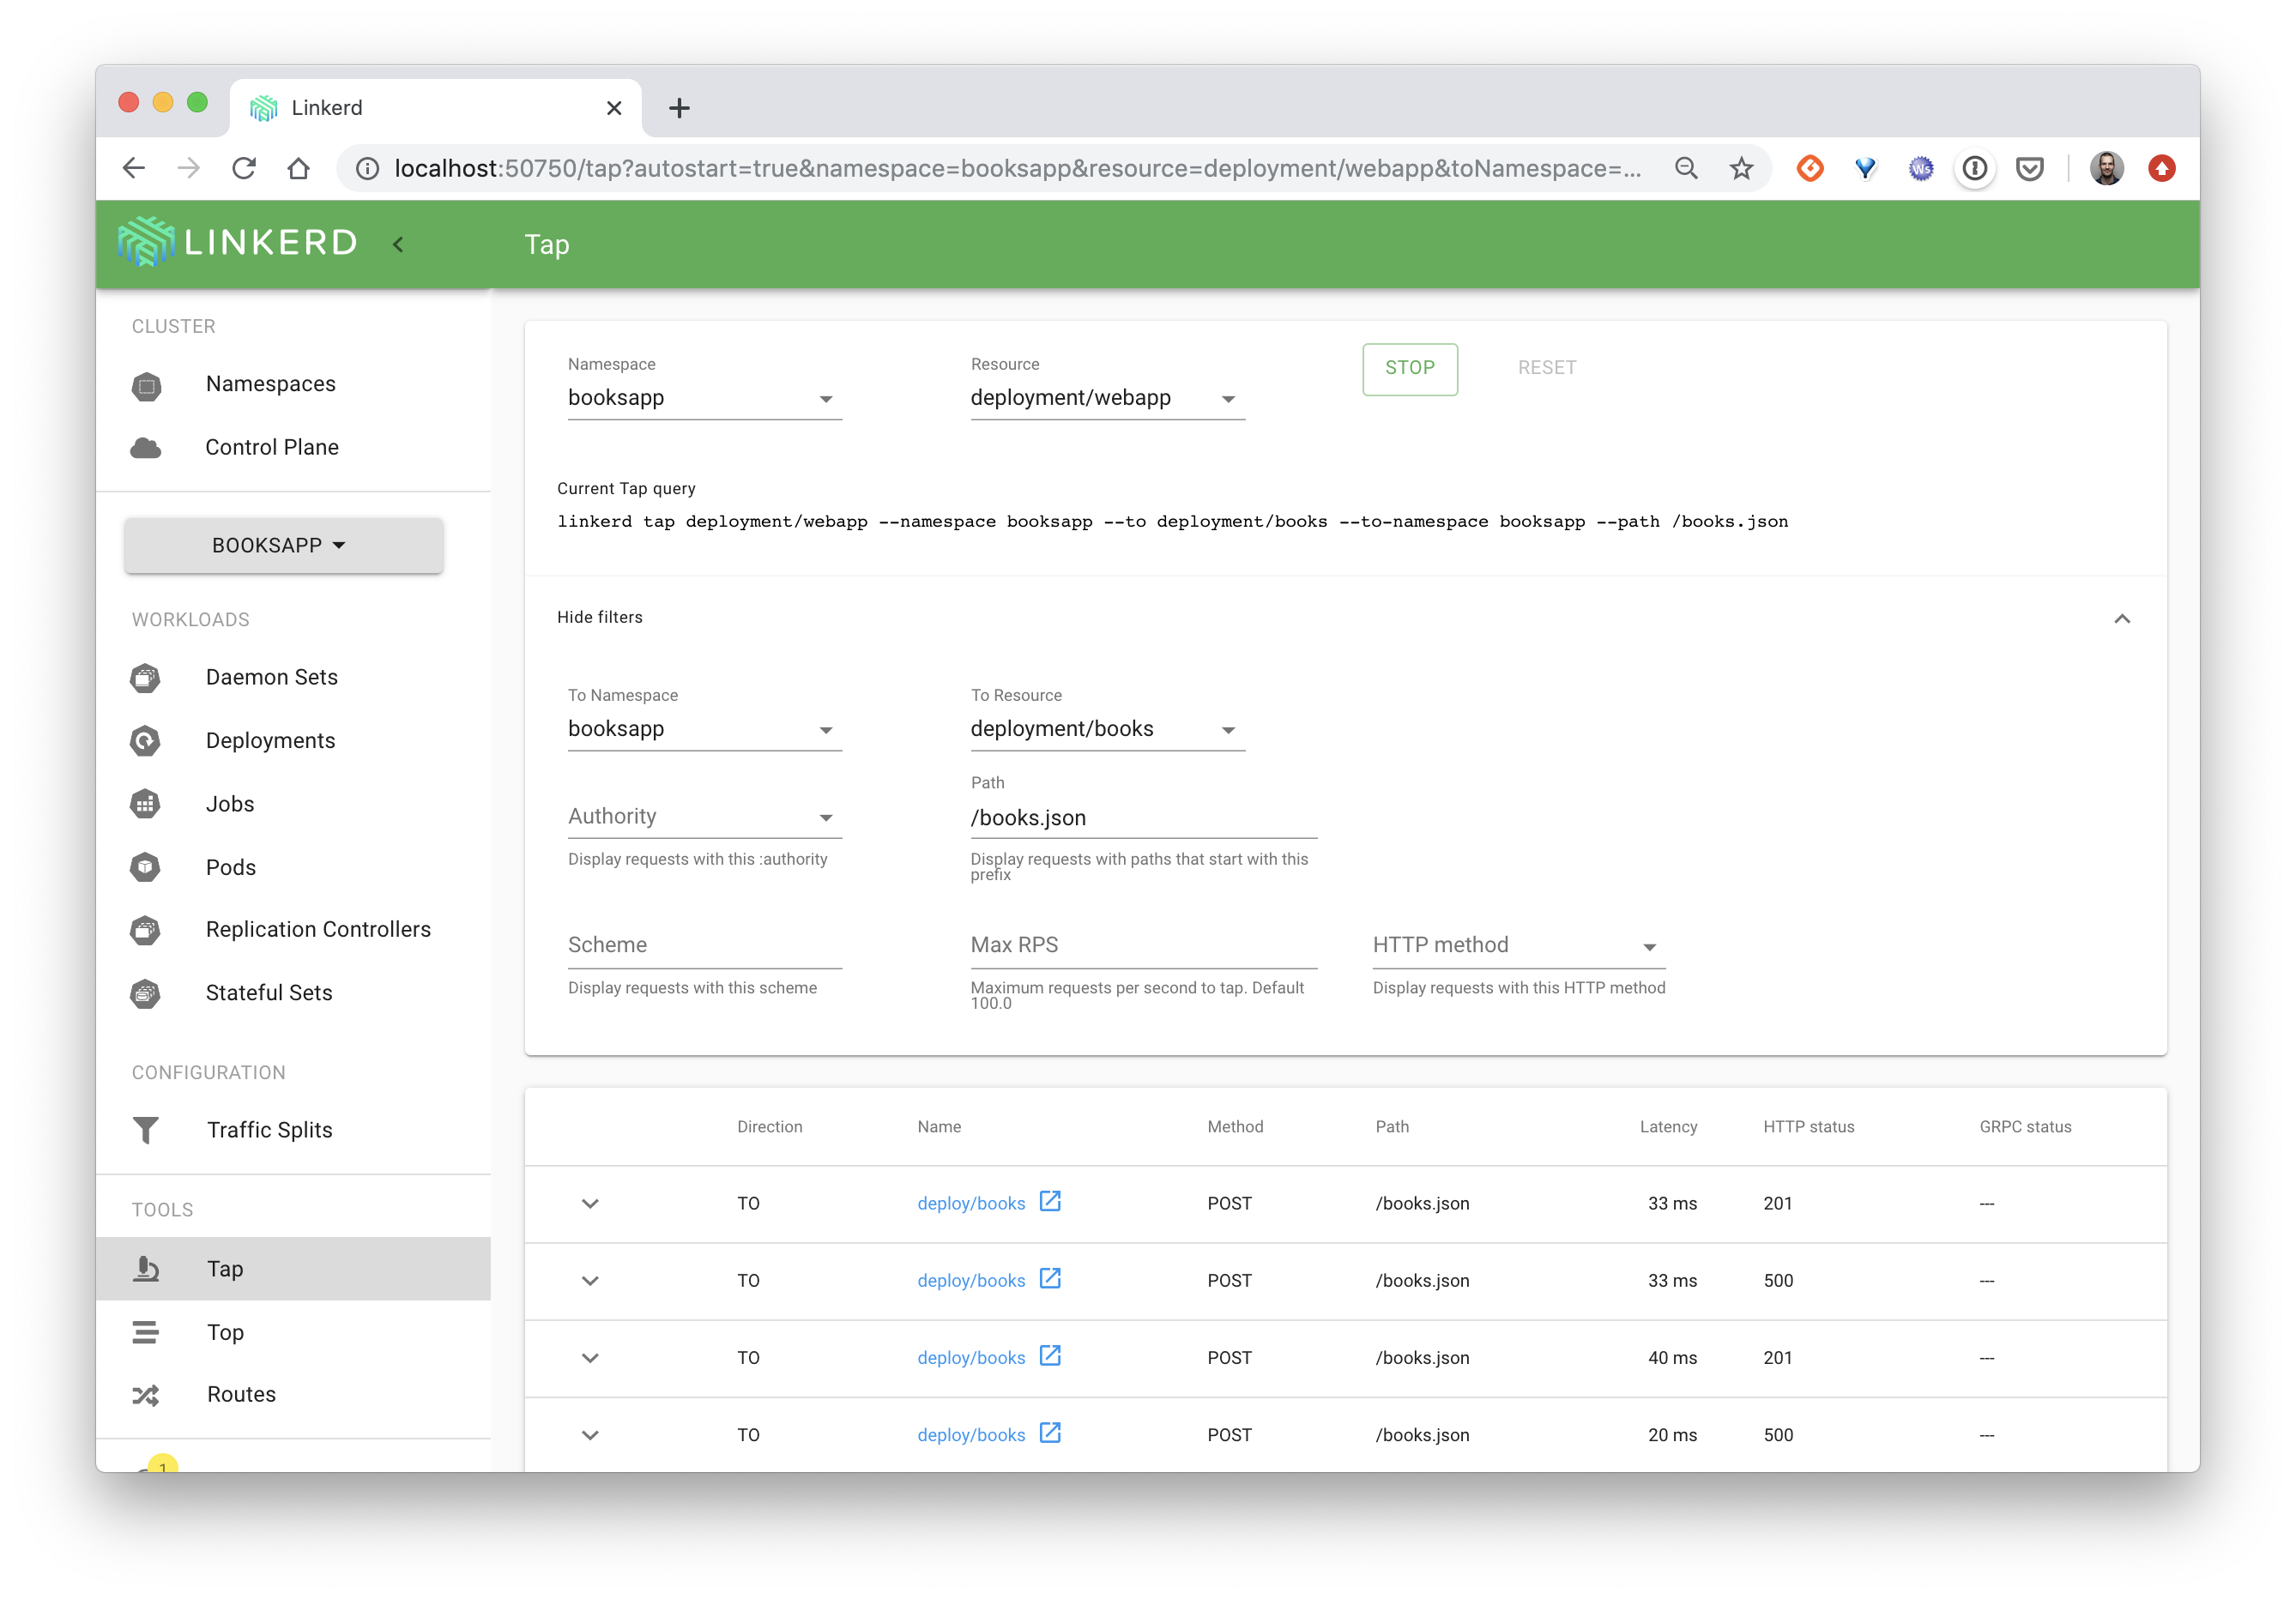 Linkerd
localhost:50750/tap?autostart=true&namespace=booksapp&resource=deployment/webapp&toNamespace=...
WS
LINKERD
Tap
CLUSTER
Namespaces
Control Plane
BOOKSAPP
WORKLOADS
Daemon Sets
Deployments
Jobs
Pods
Replication Controllers
Stateful Sets
CONFIGURATION
Traffic Splits
TOOLS
Tap
Top
Routes
1
Namespace
booksapp
Resource
deployment/webapp
STOP
RESET
Current Tap query
linkerd tap deployment/webapp --namespace booksapp --to deployment/books --to-namespace booksapp --path /books.json
Hide filters
To Namespace
booksapp
To Resource
deployment/books
Authority
Display requests with this :authority
Path
/books.json
Display requests with paths that start with this
prefix
Scheme
Display requests with this scheme
Max RPS
Maximum requests per second to tap. Default
100.0
HTTP method
Display requests with this HTTP method
Direction Name Method Path Latency HTTP status GRPC status
TO deploy/books POST /books.json 33 ms 201 ---
TO deploy/books POST /books.json 33 ms 500 ---
TO deploy/books POST /books.json 40 ms 201 ---
TO deploy/books POST /books.json 20 ms 500 ---